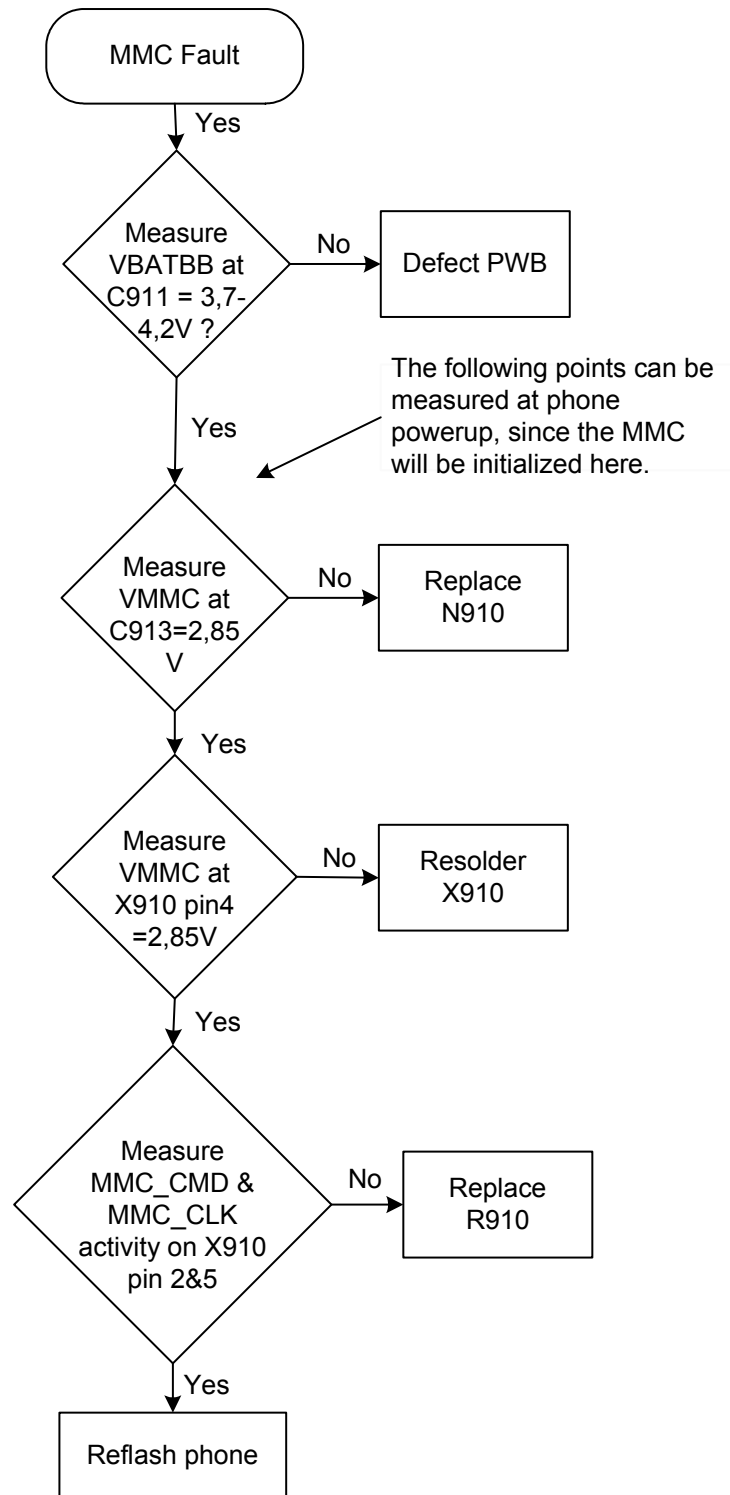 MMC Fault
Yes
Measure
VBATBB at
C911 = 3,7-
4,2V ?
No
Defect PWB
Yes
The following points can be
measured at phone
powerup, since the MMC
will be initialized here.
Measure
VMMC at
C913=2,85
V
No
Replace
N910
Yes
Measure
VMMC at
X910 pin4
=2,85V
No
Resolder
X910
Yes
Measure
MMC_CMD &
MMC_CLK
activity on X910
pin 2&5
No
Replace
R910
Yes
Reflash phone